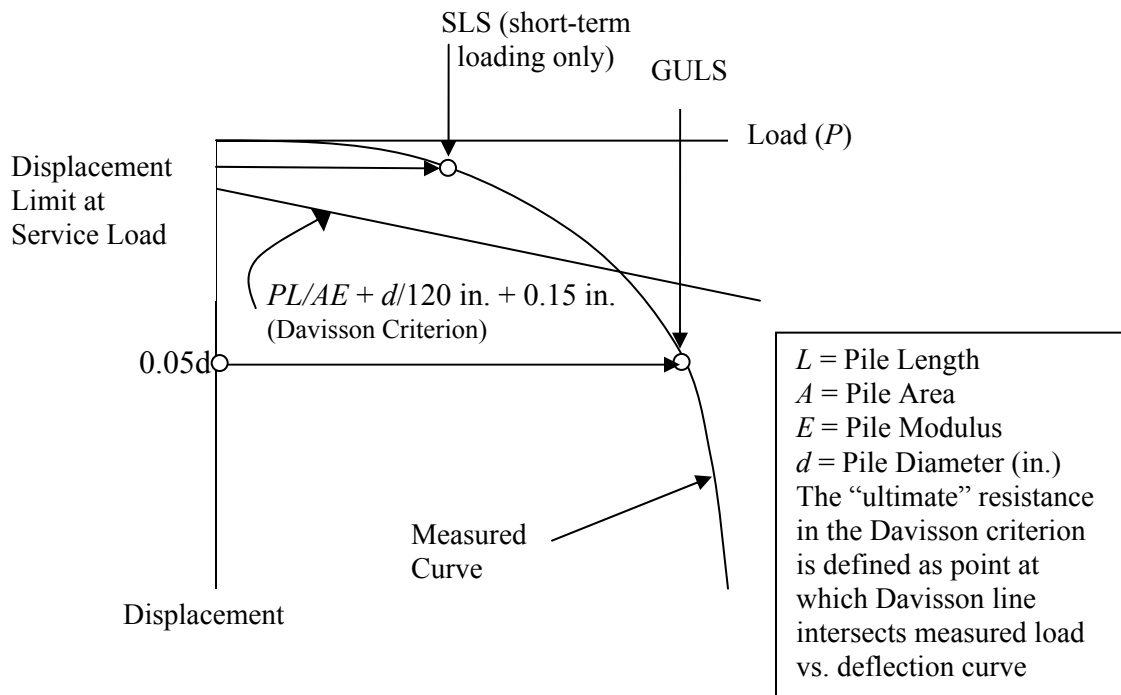 SLS (short-term
loading only)
GULS
Load (P)
Displacement
Limit at
Service Load
PL/AE + d/120 in. + 0.15 in.
(Davisson Criterion)
0.05d
L = Pile Length
A = Pile Area
E = Pile Modulus
d = Pile Diameter (in.)
The “ultimate” resistance
in the Davisson criterion
is defined as point at
which Davisson line
intersects measured load
vs. deflection curve
Measured
Curve
Displacement